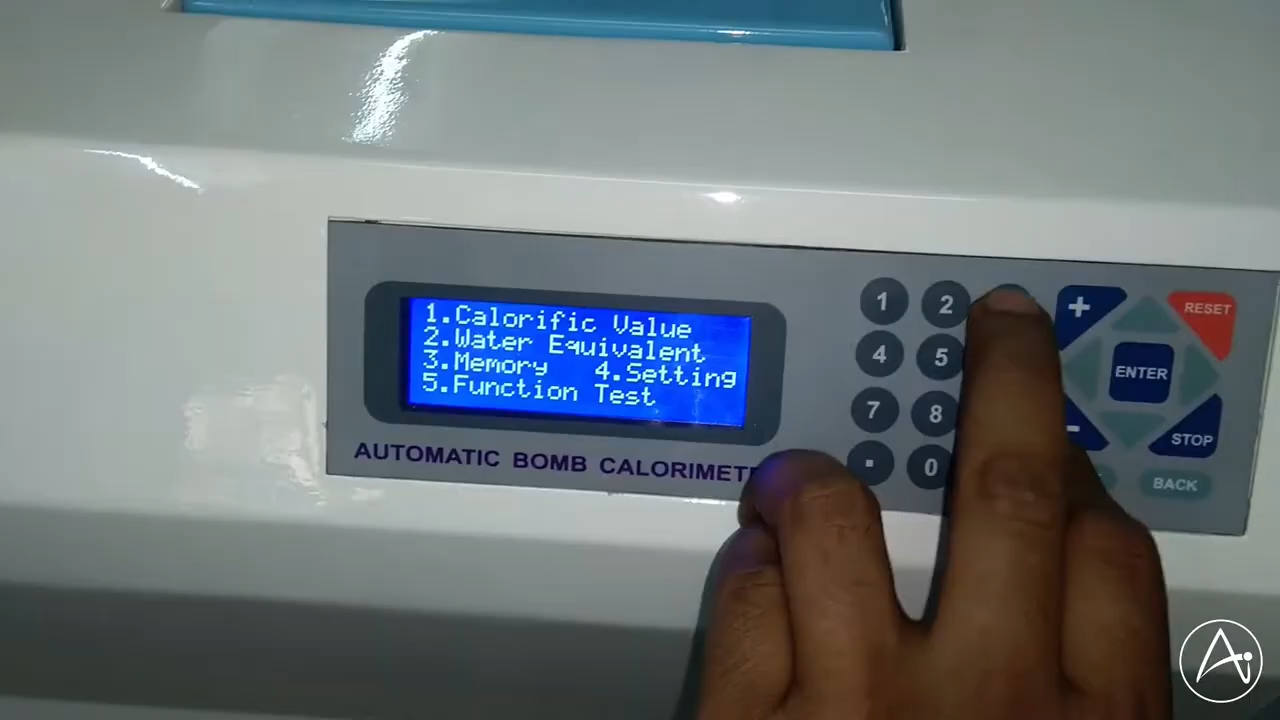 1.Calorific Value
2.Water Equivalent
3.Memory 4.Setting
5.Function Test
AUTOMATIC BOMB
1 2
4 5
7 8
. 0
+
-
RESET
ENTER
STOP
BACK
Ai